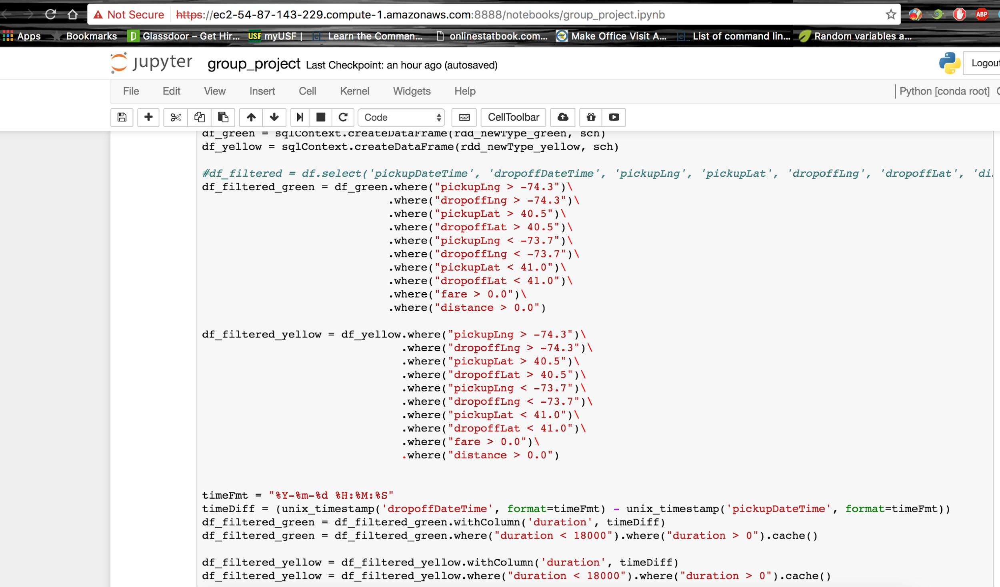 Not Secure https://ec2-54-87-143-229.compute-1.amazonaws.com:8888/notebooks/group_project.ipynb ABP
Apps Bookmarks Glassdoor – Get Hir... USF myUSF | Learn the Comman... onlinestatbook.com... Make Office Visit A... List of command lin... Random variables a...
jupyter group_project Last Checkpoint: an hour ago (autosaved) Logout
File Edit View Insert Cell Kernel Widgets Help Python [conda root]
Code CellToolbar
df_green = sqlContext.createDataFrame(rdd_newType_green, sch)
df_yellow = sqlContext.createDataFrame(rdd_newType_yellow, sch)
#df_filtered = df.select('pickupDateTime', 'dropoffDateTime', 'pickupLng', 'pickupLat', 'dropoffLng', 'dropoffLat', 'di
df_filtered_green = df_green.where("pickupLng > -74.3")\
.where("dropoffLng > -74.3")\
.where("pickupLat > 40.5")\
.where("dropoffLat > 40.5")\
.where("pickupLng < -73.7")\
.where("dropoffLng < -73.7")\
.where("pickupLat < 41.0")\
.where("dropoffLat < 41.0")\
.where("fare > 0.0")\
.where("distance > 0.0")
df_filtered_yellow = df_yellow.where("pickupLng > -74.3")\
.where("dropoffLng > -74.3")\
.where("pickupLat > 40.5")\
.where("dropoffLat > 40.5")\
.where("pickupLng < -73.7")\
.where("dropoffLng < -73.7")\
.where("pickupLat < 41.0")\
.where("dropoffLat < 41.0")\
.where("fare > 0.0")\
.where("distance > 0.0")
timeFmt = "%Y-%m-%d %H:%M:%S"
timeDiff = (unix_timestamp('dropoffDateTime', format=timeFmt) - unix_timestamp('pickupDateTime', format=timeFmt))
df_filtered_green = df_filtered_green.withColumn('duration', timeDiff)
df_filtered_green = df_filtered_green.where("duration < 18000").where("duration > 0").cache()
df_filtered_yellow = df_filtered_yellow.withColumn('duration', timeDiff)
df_filtered_yellow = df_filtered_yellow.where("duration < 18000").where("duration > 0").cache()